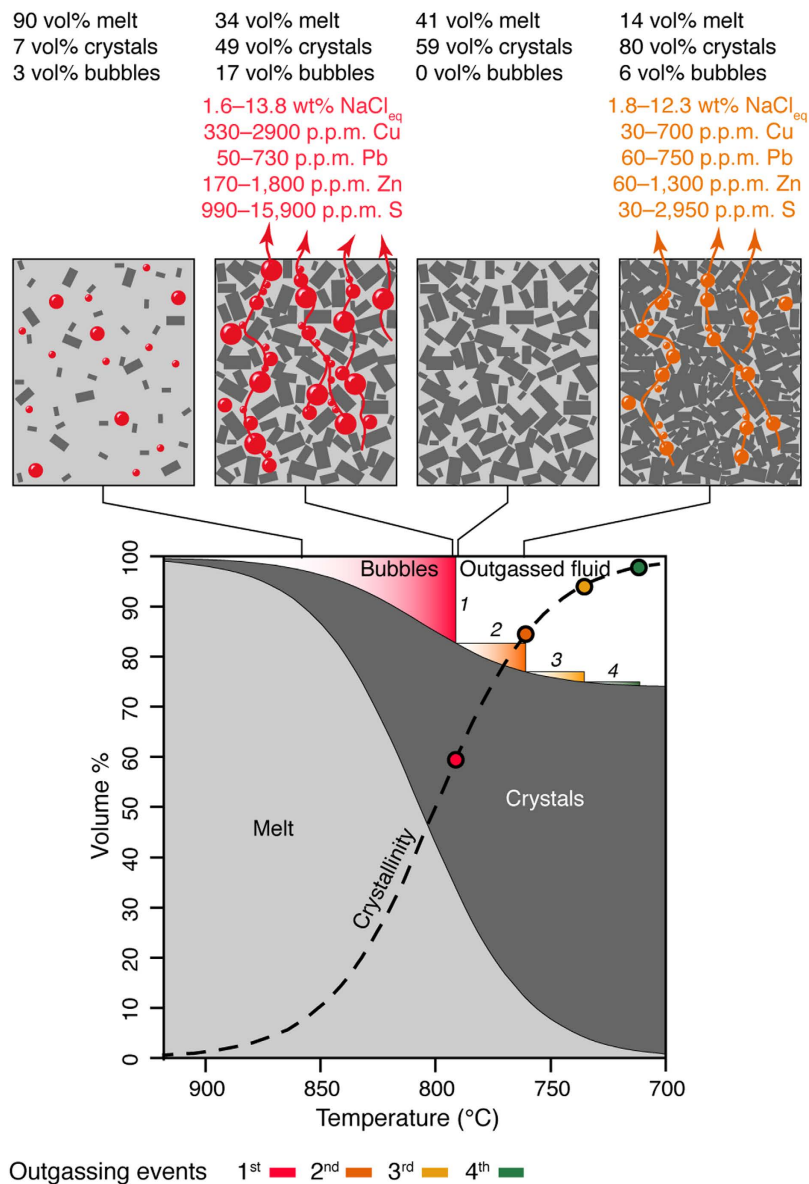 90 vol% melt
7 vol% crystals
3 vol% bubbles
34 vol% melt
49 vol% crystals
17 vol% bubbles
41 vol% melt
59 vol% crystals
0 vol% bubbles
14 vol% melt
80 vol% crystals
6 vol% bubbles
1.6–13.8 wt% NaCleq
330–2900 p.p.m. Cu
50–730 p.p.m. Pb
170–1,800 p.p.m. Zn
990–15,900 p.p.m. S
1.8–12.3 wt% NaCleq
30–700 p.p.m. Cu
60–750 p.p.m. Pb
60–1,300 p.p.m. Zn
30–2,950 p.p.m. S
Bubbles
Outgassed fluid
1
2
3
4
Melt
Crystallinity
Crystals
Volume %
100
90
80
70
60
50
40
30
20
10
0
900
850
800
750
700
Temperature (°C)
Outgassing events 1st 2nd 3rd 4th